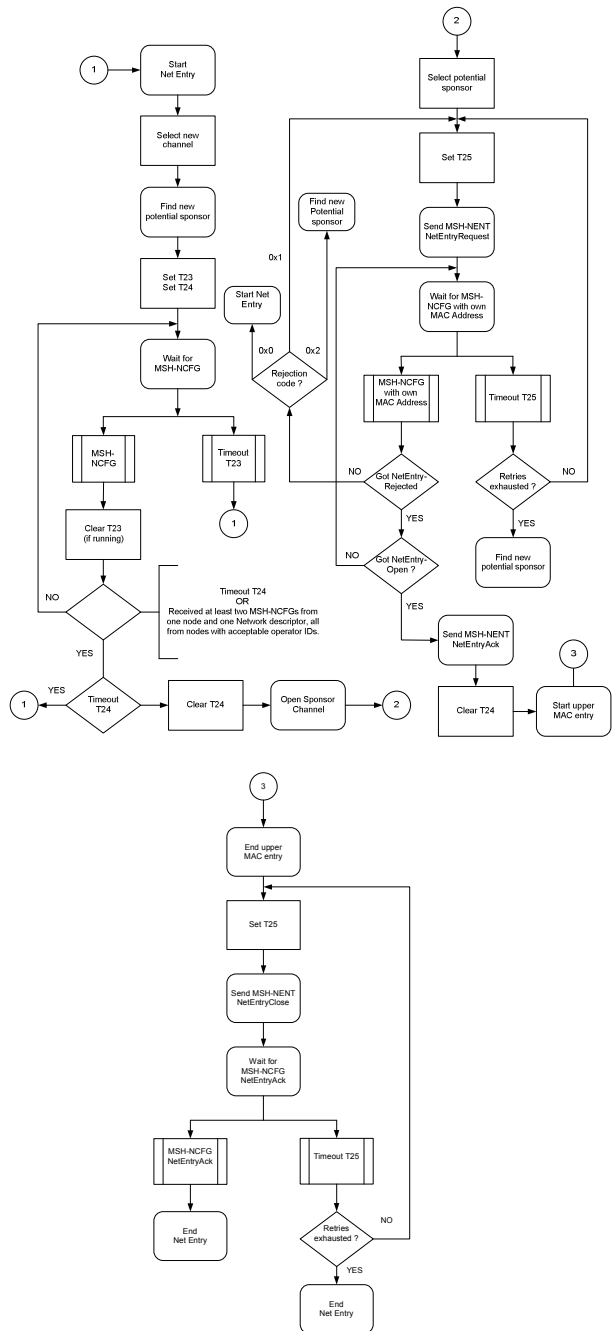 1
Start
Net Entry
Select new
channel
Find new
potential sponsor
Set T23
Set T24
Wait for
MSH-NCFG
MSH-
NCFG
Timeout
T23
1
Clear T23
(if running)
NO
Timeout T24
OR
Received at least two MSH-NCFGs from
one node and one Network descriptor, all
from nodes with acceptable operator IDs.
YES
YES
1
Timeout
T24
Clear T24
Open Sponsor
Channel
2
2
Select potential
sponsor
Set T25
Send MSH-NENT
NetEntryRequest
Wait for MSH-
NCFG with own
MAC Address
Find new
Potential
sponsor
0x1
Start Net
Entry
0x0
0x2
Rejection
code ?
MSH-NCFG
with own
MAC Address
Timeout T25
NO
Got NetEntry-
Rejected
Retries
exhausted ?
NO
YES
YES
NO
Got NetEntry-
Open ?
Find new
potential sponsor
YES
Send MSH-NENT
NetEntryAck
3
Clear T24
Start upper
MAC entry
3
End upper
MAC entry
Set T25
Send MSH-NENT
NetEntryClose
Wait for
MSH-NCFG
NetEntryAck
MSH-NCFG
NetEntryAck
Timeout T25
End
Net Entry
Retries
exhausted ?
NO
YES
End
Net Entry